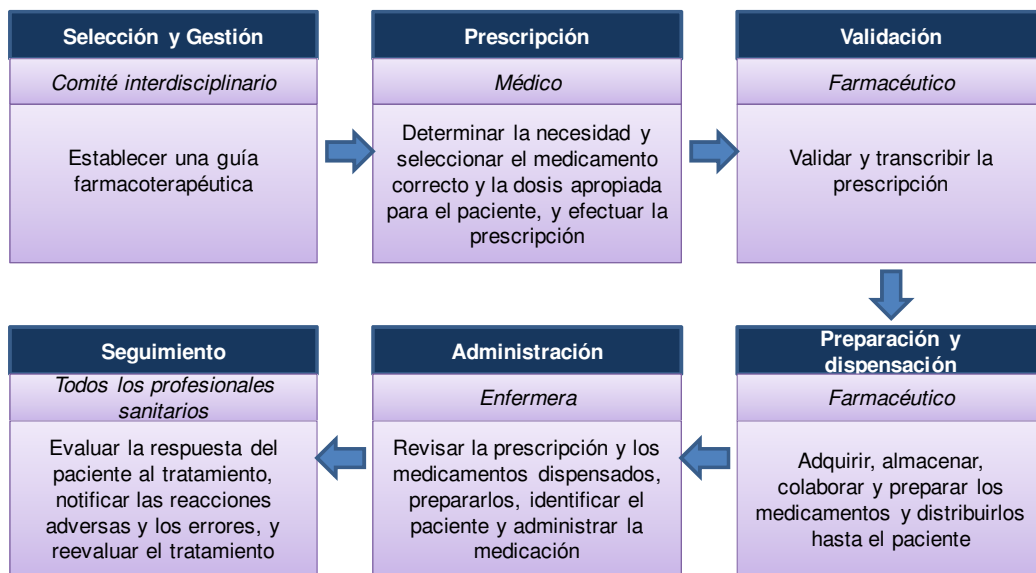 Selección y Gestión
Comité interdisciplinario
Establecer una guía
farmacoterapéutica
Prescripción
Médico
Determinar la necesidad y
seleccionar el medicamento
correcto y la dosis apropiada
para el paciente, y efectuar la
prescripción
Validación
Farmacéutico
Validar y transcribir la
prescripción
Preparación y
dispensación
Farmacéutico
Adquirir, almacenar,
colaborar y preparar los
medicamentos y distribuirlos
hasta el paciente
Administración
Enfermera
Revisar la prescripción y los
medicamentos dispensados,
prepararlos, identificar el
paciente y administrar la
medicación
Seguimiento
Todos los profesionales
sanitarios
Evaluar la respuesta del
paciente al tratamiento,
notificar las reacciones
adversas y los errores, y
reevaluar el tratamiento